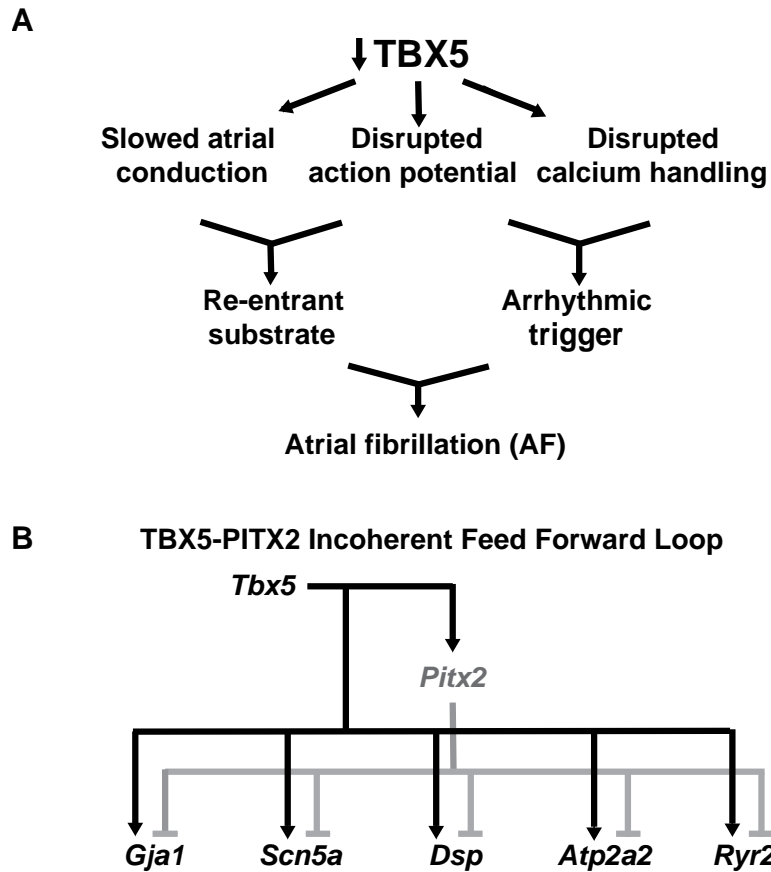 A
TBX5
Slowed atrial conduction
Disrupted action potential
Disrupted calcium handling
Re-entrant substrate
Arrhythmic trigger
Atrial fibrillation (AF)
B
TBX5-PITX2 Incoherent Feed Forward Loop
Tbx5
Pitx2
Gja1 Scn5a Dsp Atp2a2 Ryr2